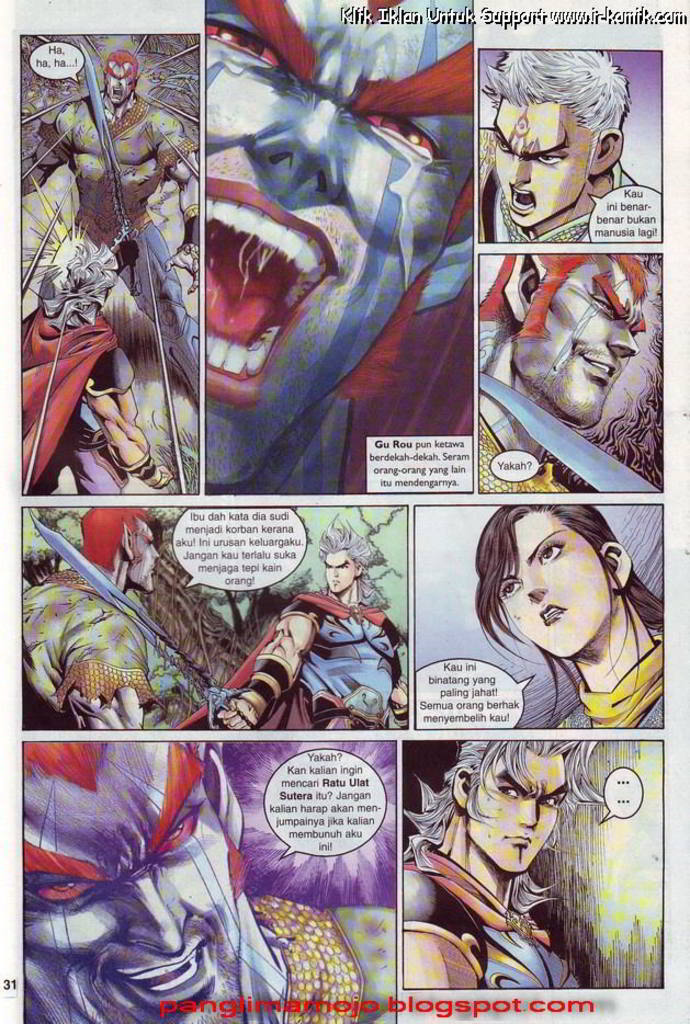 Klik Iklan Untuk Support www.ir-komik.com
Ha,
ha, ha...!
Gu Rou pun ketawa
berdekah-dekah. Seram
orang-orang yang lain
itu mendengarnya.
Kau
ini benar-
benar bukan
manusia lagi!
Yakah?
Ibu dah kata dia sudi
menjadi korban kerana
aku! Ini urusan keluargaku.
Jangan kau terlalu suka
menjaga tepi kain
orang!
Kau ini
binatang yang
paling jahat!
Semua orang berhak
menyembelih kau!
Yakah?
Kan kalian ingin
mencari Ratu Ulat
Sutera itu? Jangan
kalian harap akan men-
jumpainya jika kalian
membunuh aku
ini!
...
...
31
panglimamojo.blogspot.com